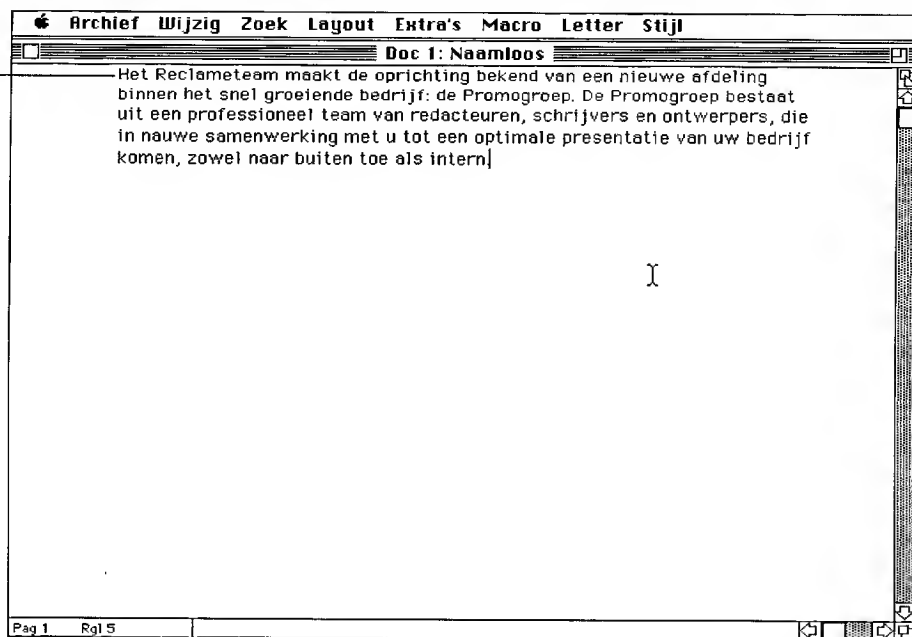 Archief Wijzig Zoek Layout Extra's Macro Letter Stijl
Doc 1: Naamloos
Het Reclameteam maakt de oprichting bekend van een nieuwe afdeling
binnen het snel groeiende bedrijf: de Promogroep. De Promogroep bestaat
uit een professioneel team van redacteuren, schrijvers en ontwerpers, die
in nauwe samenwerking met u tot een optimale presentatie van uw bedrijf
komen, zowel naar buiten toe als intern.
Pag 1 Rgl 5